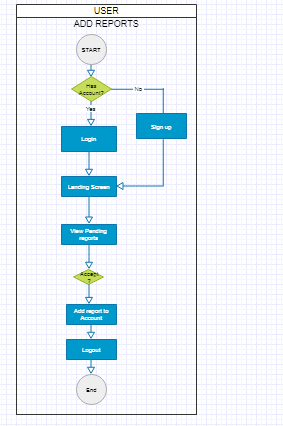 USER
ADD REPORTS
START
Has
Account?
No
Yes
Sign up
Login
Landing Screen
View Pending
reports
Accept
?
Add report to
Account
Logout
End